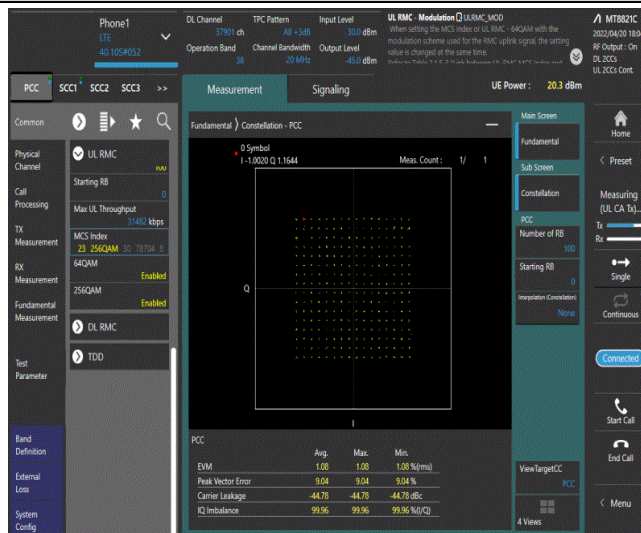 Phone1
LTE
40.105#052
DL Channel
37901 ch
TPC Pattern
All +3dB
Input Level
30.0 dBm
Operation Band
36
Channel Bandwidth
20 MHz
Output Level
-45.0 dBm
UL RMC - Modulation ULRMC_MOD
When setting the MCS index or UL RMC - 64QAM with the
modulation scheme used for the RMC uplink signal, the setting
value is changed at the same time.
MT8821C
2022/04/20 18:04
RF Output : On
DL 2CCs
UL 2CCs Cont.
PCC
SCC1
SCC2
SCC3
>>
Measurement
Signaling
UE Power : 20.3 dBm
Common
Physical
Channel
Call
Processing
TX
Measurement
RX
Measurement
Fundamental
Measurement
Test
Parameter
Band
Definition
External
Loss
System
Config
UL RMC
100
Starting RB
0
Max UL Throughput
31482 kbps
MCS Index
23 256QAM 30 78704 8
64QAM
Enabled
256QAM
Enabled
DL RMC
TDD
Fundamental
Constellation - PCC
0 Symbol
I -1.0020 Q 1.1644
Meas. Count : 1/ 1
Q
I
PCC
Avg. Max. Min.
EVM 1.08 1.08 1.08 %(rms)
Peak Vector Error 9.04 9.04 9.04 %
Carrier Leakage -44.78 -44.78 -44.78 dBc
IQ Imbalance 99.96 99.96 99.96 %(I/Q)
Main Screen
Fundamental
Sub Screen
Constellation
PCC
Number of RB
100
Starting RB
0
Interpolation (Constellation)
None
ViewTargetCC
PCC
4 Views
Home
Preset
Measuring
(UL CA Tx)...
Tx
Rx
Single
Continuous
Connected
Start Call
End Call
Menu